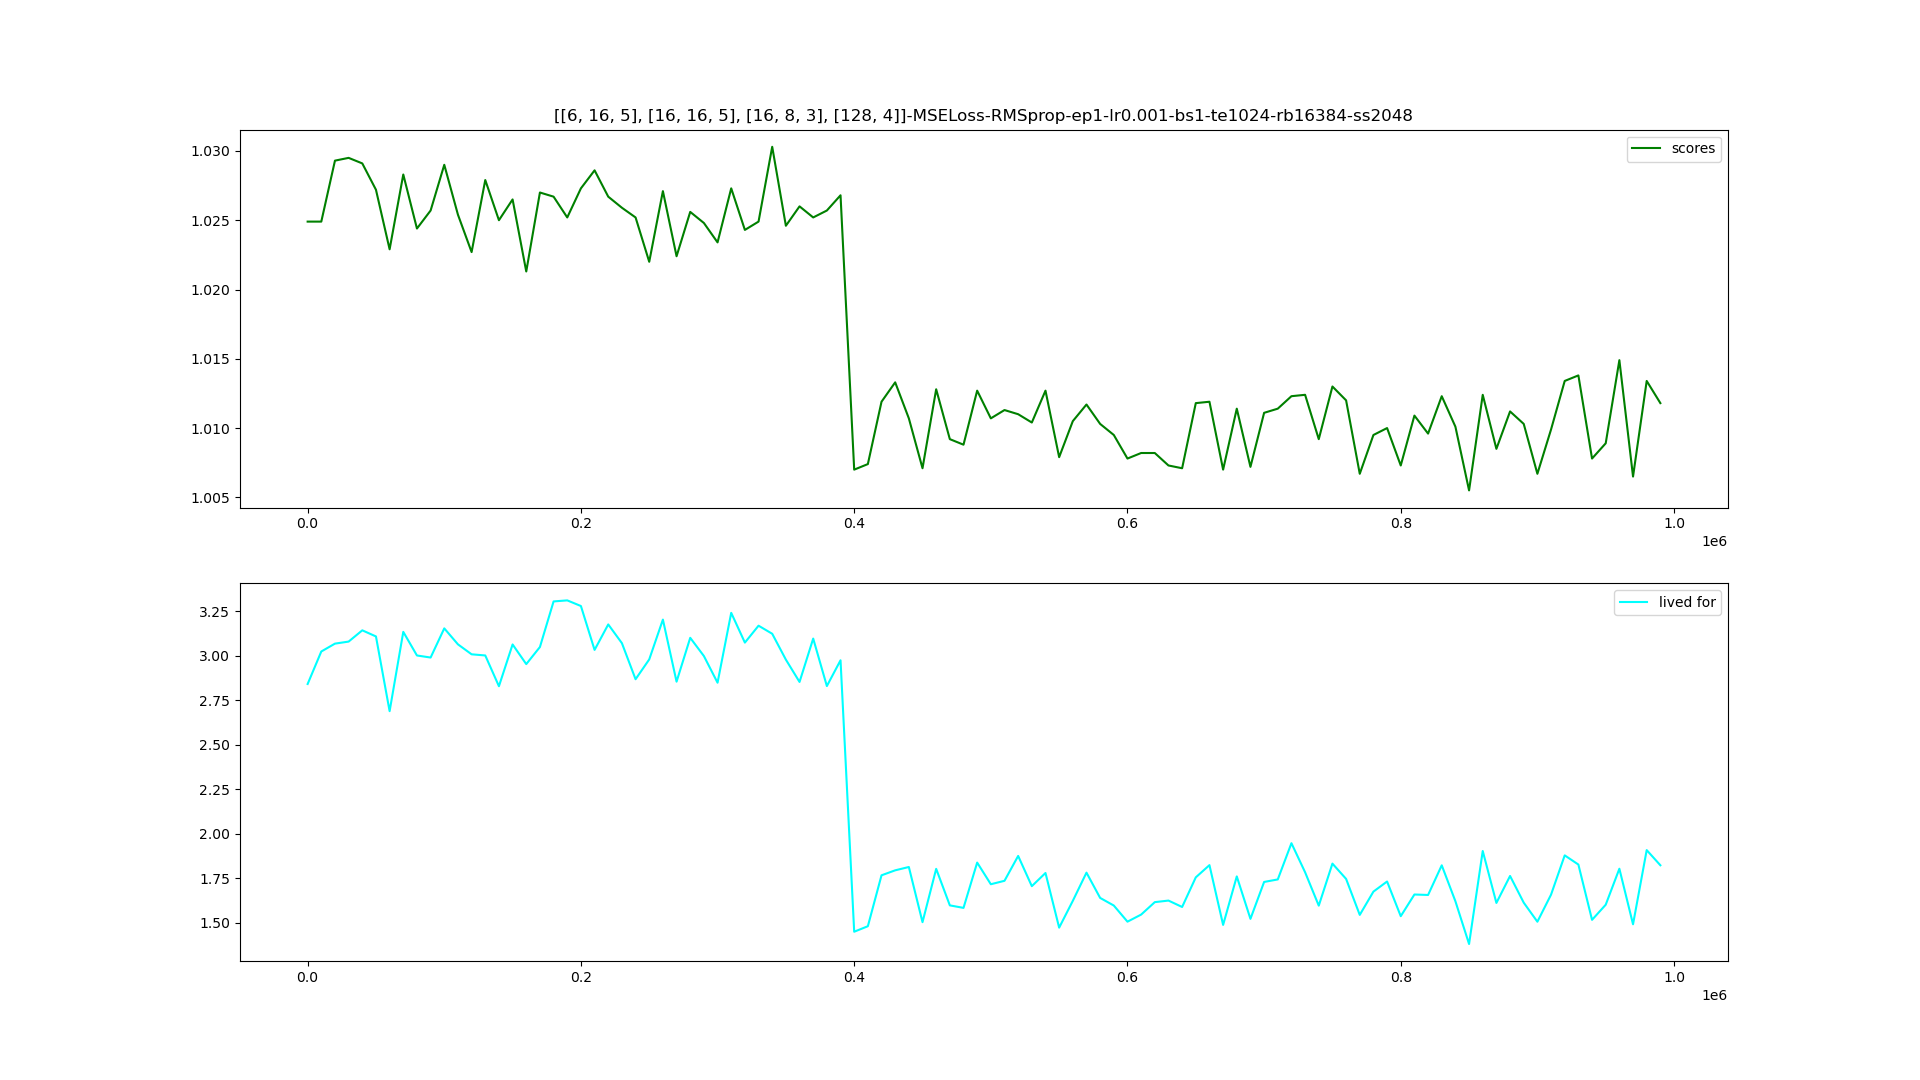 [[6, 16, 5], [16, 16, 5], [16, 8, 3], [128, 4]]-MSELoss-RMSprop-ep1-lr0.001-bs1-te1024-rb16384-ss2048
scores
1.030
1.025
1.020
1.015
1.010
1.005
0.0 0.2 0.4 0.6 0.8 1.0
1e6
lived for
3.25
3.00
2.75
2.50
2.25
2.00
1.75
1.50
0.0 0.2 0.4 0.6 0.8 1.0
1e6